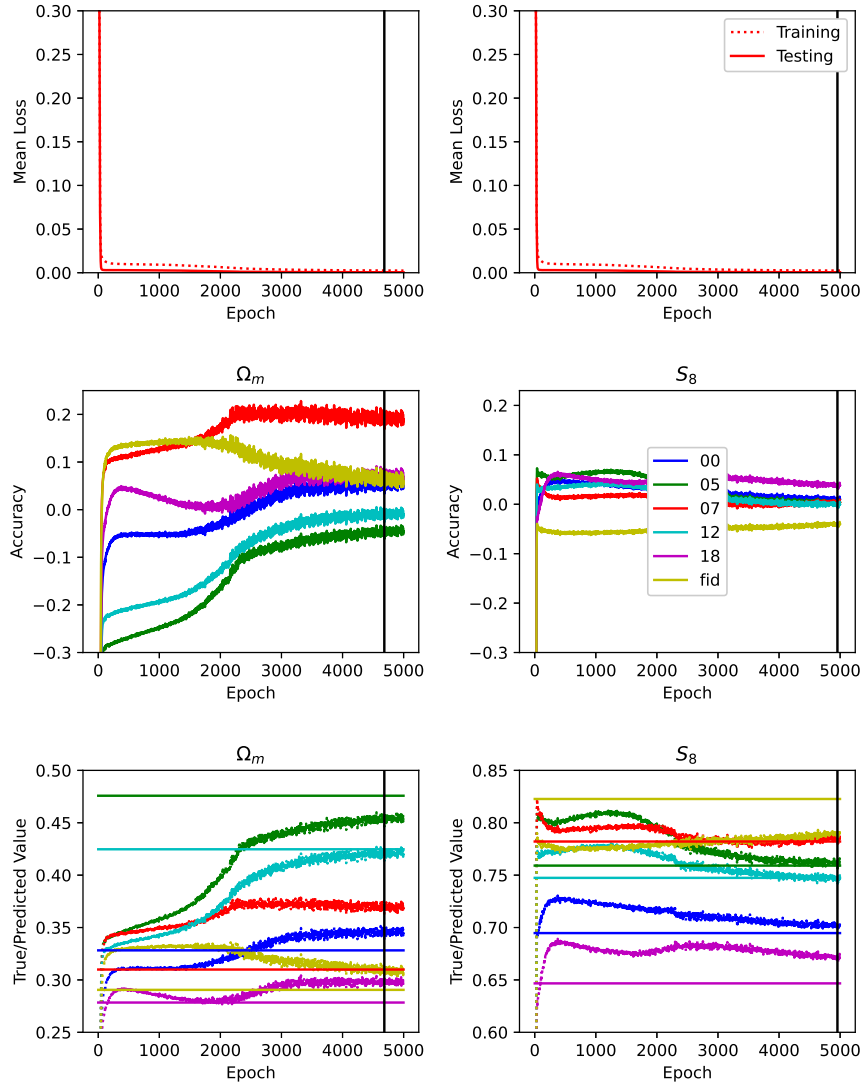 0.30
0.25
0.20
0.15
0.10
0.05
0.00
Mean Loss
0 1000 2000 3000 4000 5000
Epoch
0.30
0.25
0.20
0.15
0.10
0.05
0.00
Mean Loss
0 1000 2000 3000 4000 5000
Epoch
Training
Testing
Ωm
0.2
0.1
0.0
−0.1
−0.2
−0.3
Accuracy
0 1000 2000 3000 4000 5000
Epoch
S8
0.2
0.1
0.0
−0.1
−0.2
−0.3
Accuracy
0 1000 2000 3000 4000 5000
Epoch
00
05
07
12
18
fid
Ωm
0.50
0.45
0.40
0.35
0.30
0.25
True/Predicted Value
0 1000 2000 3000 4000 5000
Epoch
S8
0.85
0.80
0.75
0.70
0.65
0.60
True/Predicted Value
0 1000 2000 3000 4000 5000
Epoch